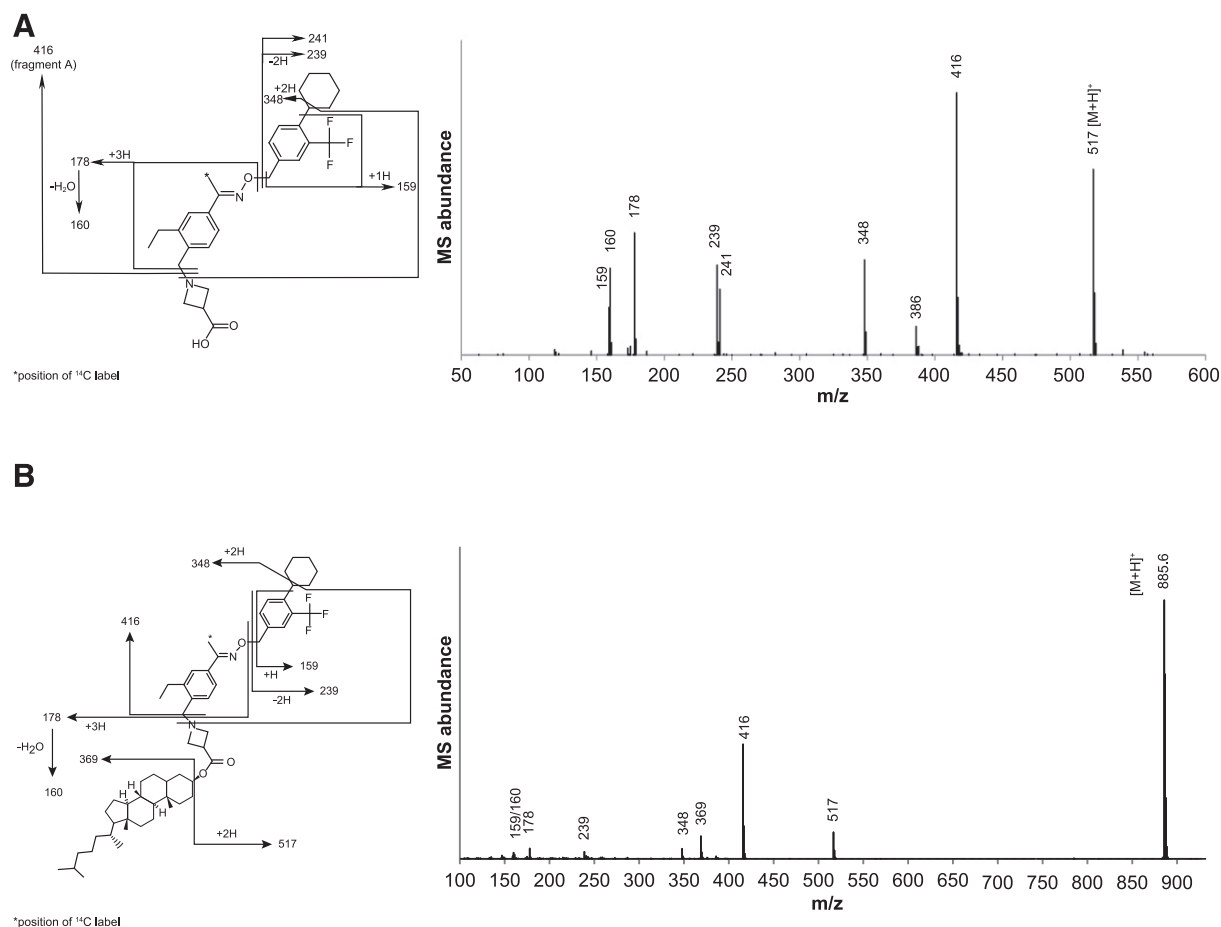 A
416
(fragment A)
241
239
-2H
+2H
348
F
F
F
+3H
178
+1H
159
-H₂O
*
O
N
160
N
O
HO
*position of ¹⁴C label
MS abundance
159
160
178
239
241
348
386
416
517 [M+H]⁺
50 100 150 200 250 300 350 400 450 500 550 600
m/z
B
+2H
348
F
F
F
416
*
O
N
+H
159
-2H
239
178
+3H
N
-H₂O
369
O
O
160
H
H
H
H
+2H
517
*position of ¹⁴C label
MS abundance
159/160
178
239
348
369
416
517
[M+H]⁺
885.6
100 150 200 250 300 350 400 450 500 550 600 650 700 750 800 850 900
m/z